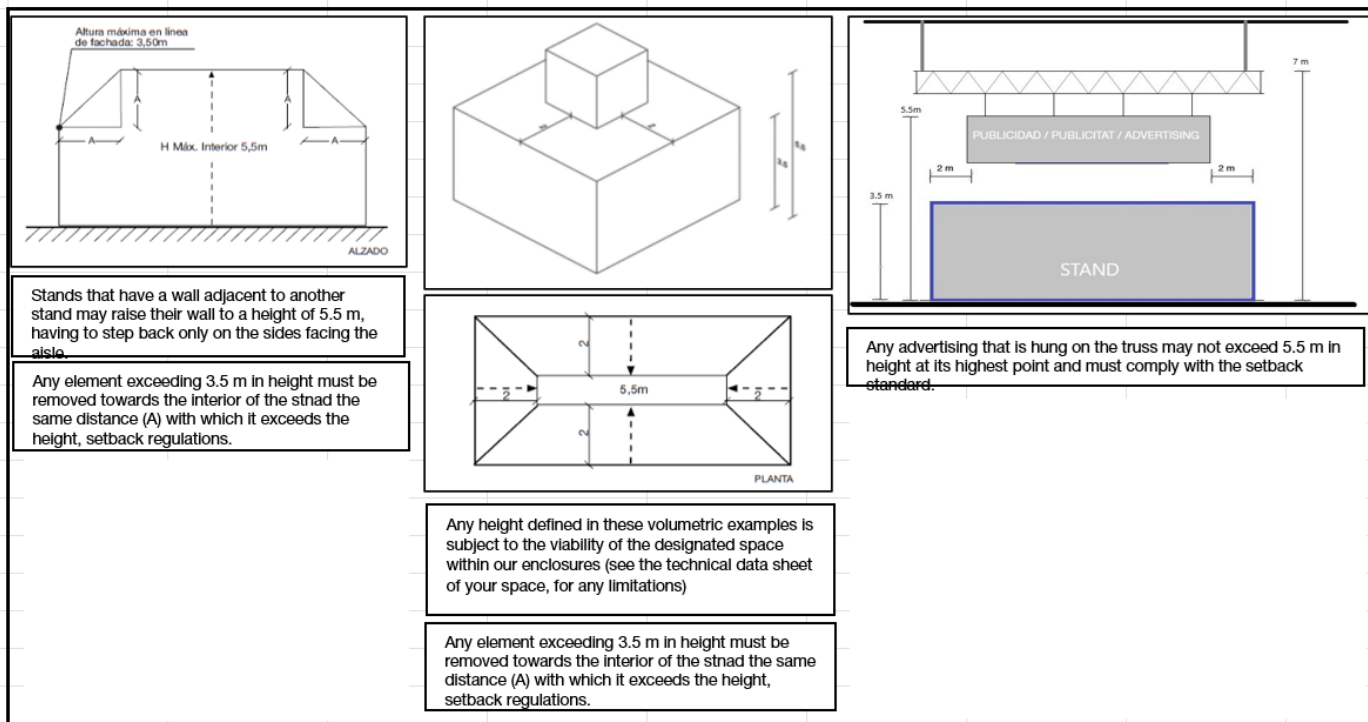 Altura máxima en línea
de fachada: 3,50m
A
A
A
A
H Máx. Interior 5,5m
ALZADO
Stands that have a wall adjacent to another
stand may raise their wall to a height of 5.5 m,
having to step back only on the sides facing the
aisle.
Any element exceeding 3.5 m in height must be
removed towards the interior of the stnad the
same distance (A) with which it exceeds the
height, setback regulations.
2
2
3.5
5.5
2
2
5,5m
2
2
PLANTA
Any height defined in these volumetric examples is
subject to the viability of the designated space
within our enclosures (see the technical data sheet
of your space, for any limitations)
Any element exceeding 3.5 m in height must be
removed towards the interior of the stnad the same
distance (A) with which it exceeds the height,
setback regulations.
7 m
5.5m
PUBLICIDAD / PUBLICITAT / ADVERTISING
2 m
2 m
3.5 m
STAND
Any advertising that is hung on the truss may not exceed 5.5 m in
height at its highest point and must comply with the setback
standard.